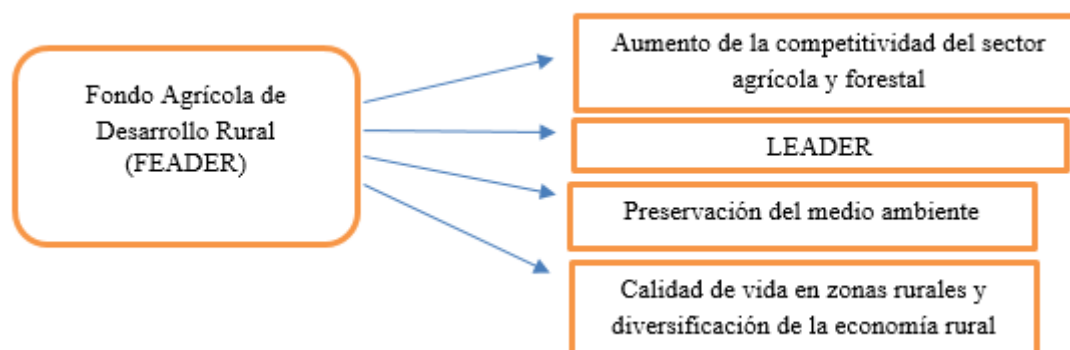 Fondo Agrícola de
Desarrollo Rural
(FEADER)
Aumento de la competitividad del sector
agrícola y forestal
LEADER
Preservación del medio ambiente
Calidad de vida en zonas rurales y
diversificación de la economía rural